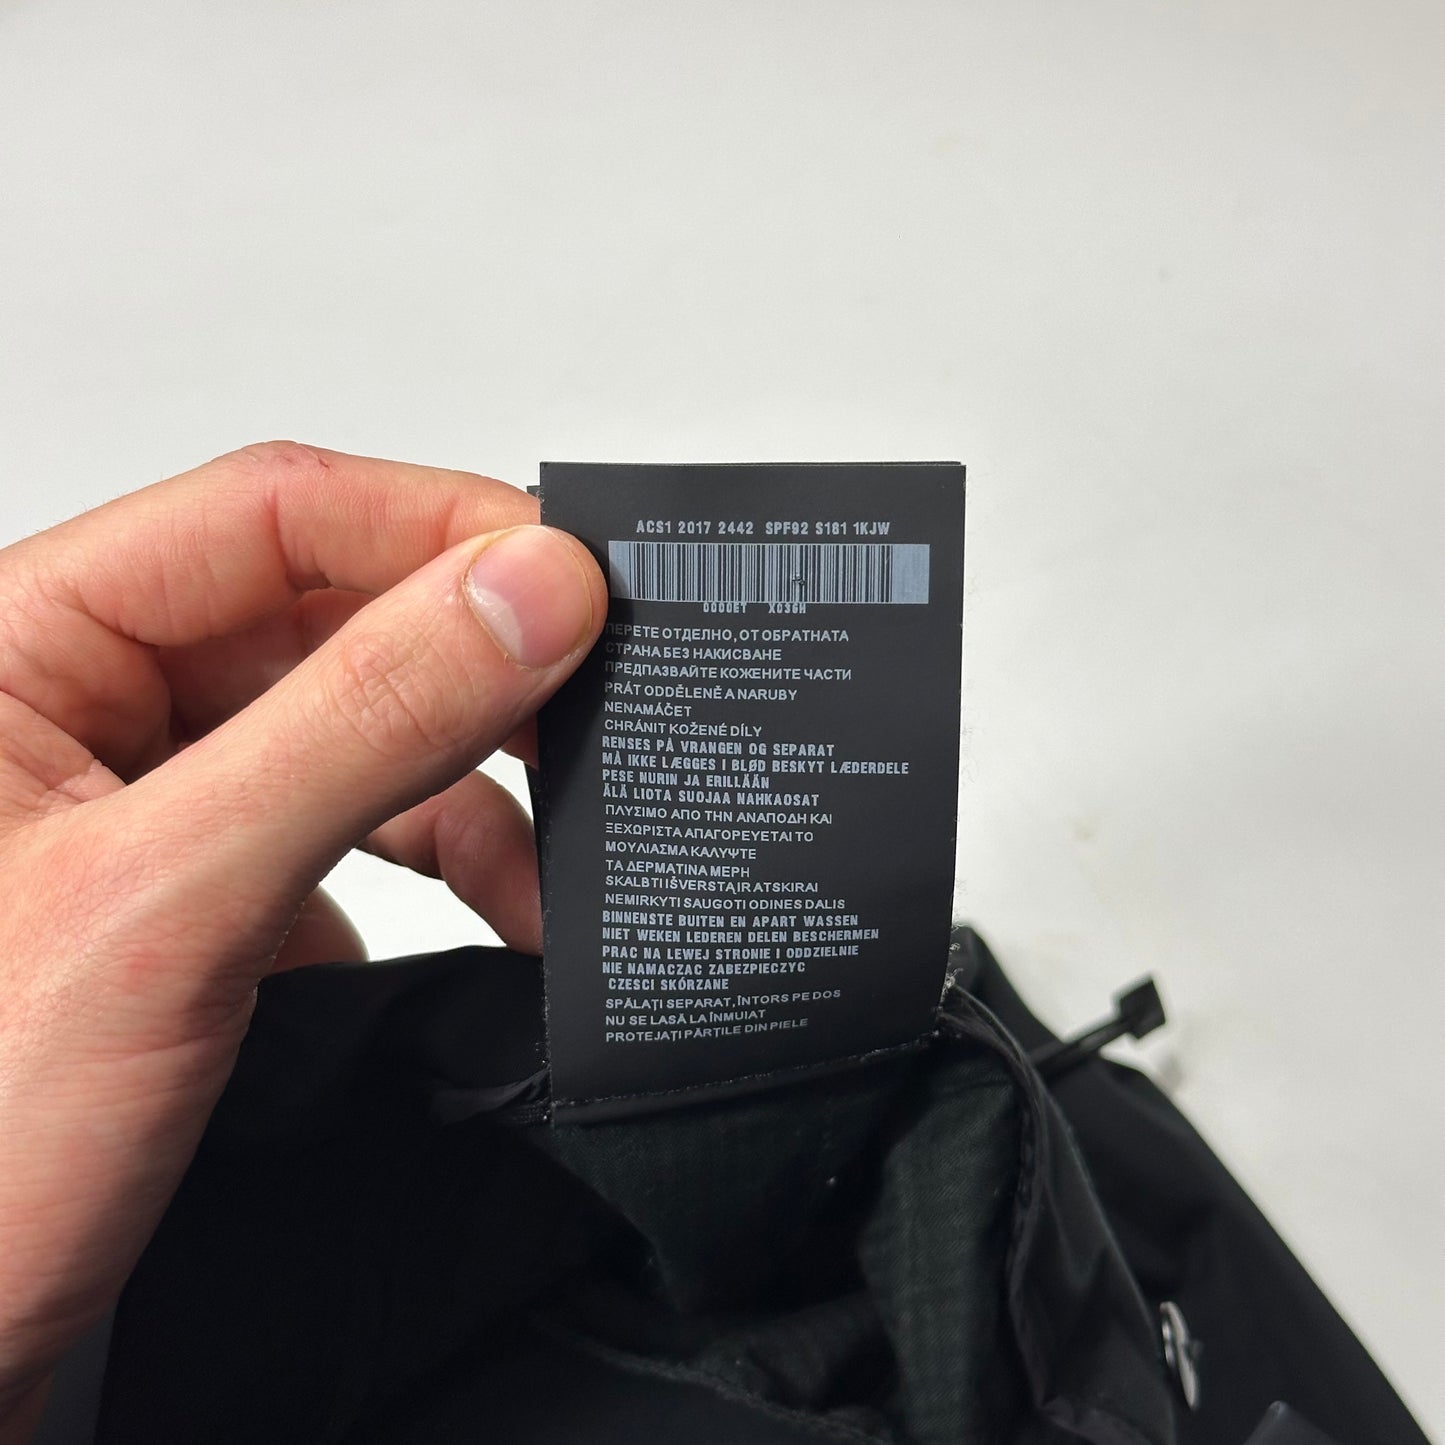 ACS1 2017 2442 SPF92 S181 1KJW
0000ET X036H
ПЕРЕТЕ ОТДЕЛНО, ОТ ОБРАТНАТА
СТРАНА БЕЗ НАКИСВАНЕ
ПРЕДПАЗВАЙТЕ КОЖЕНИТЕ ЧАСТИ
PRÁT ODDĚLENĚ A NARUBY
NENAMÁČET
CHRÁNIT KOŽENÉ DÍLY
RENSES PÅ VRANGEN OG SEPARAT
MÅ IKKE LÆGGES I BLØD BESKYT LÆDERDELE
PESE NURIN JA ERILLÄÄN
ÄLÄ LIOTA SUOJAA NAHKAOSAT
ΠΛΥΣΙΜΟ ΑΠΟ ΤΗΝ ΑΝΑΠΟΔΗ ΚΑΙ
ΞΕΧΩΡΙΣΤΑ ΑΠΑΓΟΡΕΥΕΤΑΙ ΤΟ
ΜΟΥΛΙΑΣΜΑ ΚΑΛΥΨΤΕ
ΤΑ ΔΕΡΜΑΤΙΝΑ ΜΕΡΗ
SKALBTI IŠVERSTĄ IR ATSKIRAI
NEMIRKYTI SAUGOTI ODINES DALIS
BINNENSTE BUITEN EN APART WASSEN
NIET WEKEN LEDEREN DELEN BESCHERMEN
PRAC NA LEWEJ STRONIE I ODDZIELNIE
NIE NAMACZAC ZABEZPIECZYC
CZESCI SKÓRZANE
SPĂLAȚI SEPARAT, ÎNTORS PE DOS
NU SE LASĂ LA ÎNMUIAT
PROTEJAȚI PĂRȚILE DIN PIELE